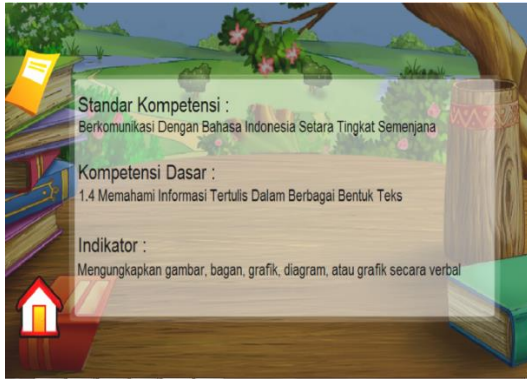 Standar Kompetensi :
Berkomunikasi Dengan Bahasa Indonesia Setara Tingkat Semenjana
Kompetensi Dasar :
1.4 Memahami Informasi Tertulis Dalam Berbagai Bentuk Teks
Indikator :
Mengungkapkan gambar, bagan, grafik, diagram, atau grafik secara verbal